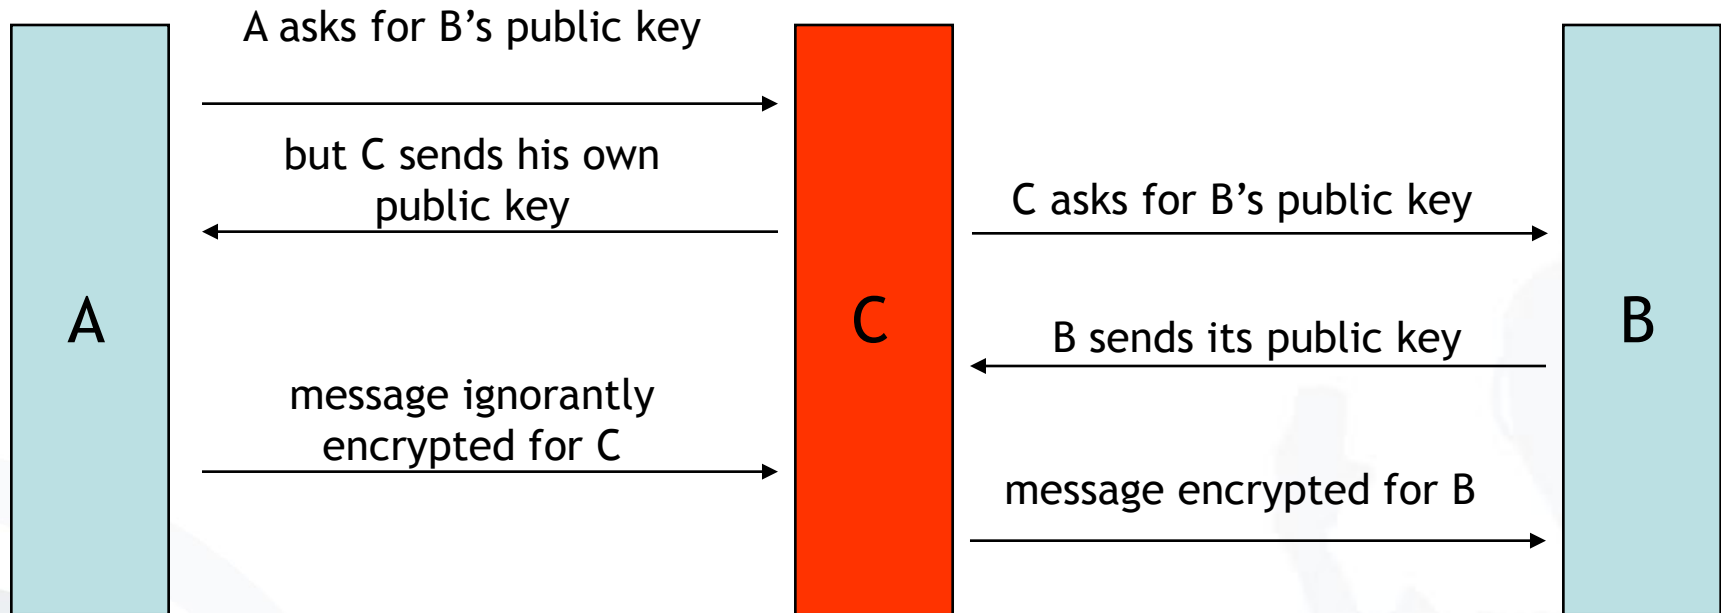 A asks for B’s public key
but C sends his own
public key
C asks for B’s public key
A
C
B
B sends its public key
message ignorantly
encrypted for C
message encrypted for B